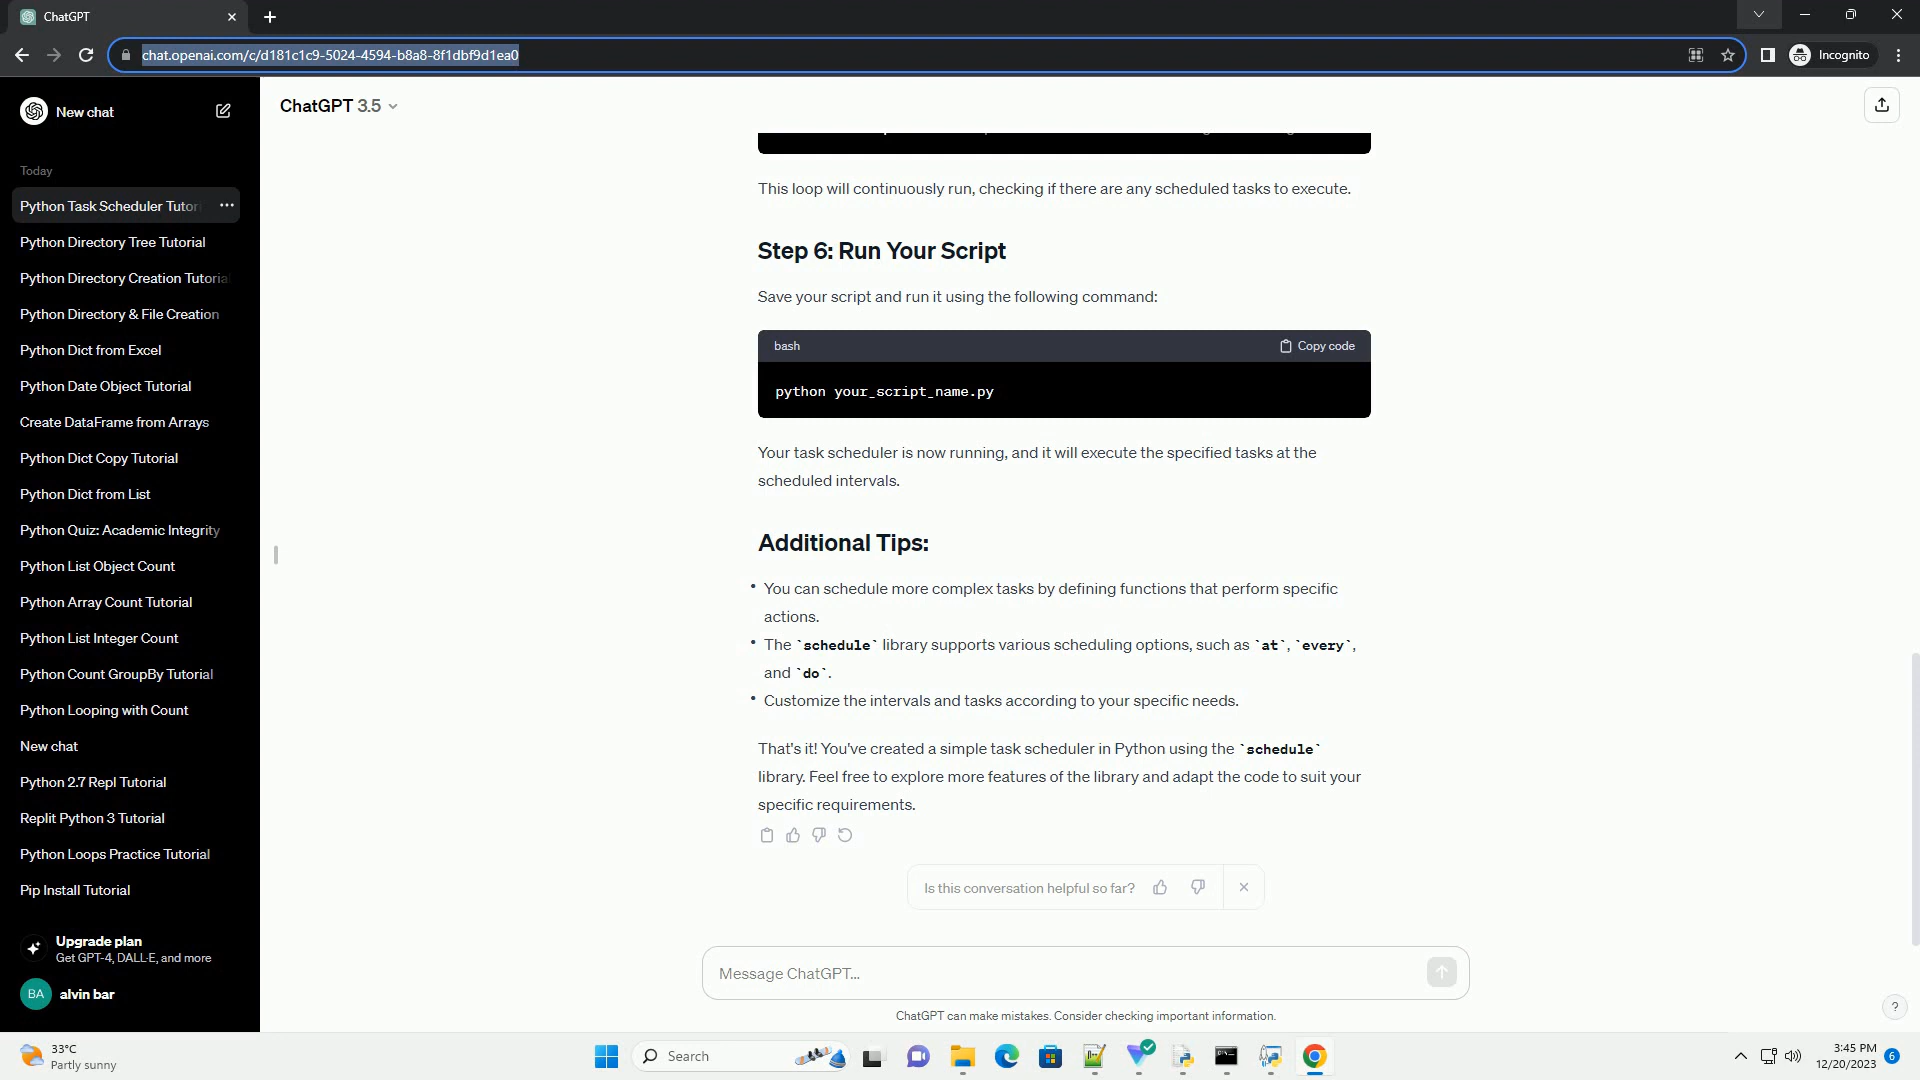 ChatGPT
chat.openai.com/c/d181c1c9-5024-4594-b8a8-8f1dbf9d1ea0
Incognito
New chat
Today
Python Task Scheduler Tutori
Python Directory Tree Tutorial
Python Directory Creation Tutorial
Python Directory & File Creation
Python Dict from Excel
Python Date Object Tutorial
Create DataFrame from Arrays
Python Dict Copy Tutorial
Python Dict from List
Python Quiz: Academic Integrity
Python List Object Count
Python Array Count Tutorial
Python List Integer Count
Python Count GroupBy Tutorial
Python Looping with Count
New chat
Python 2.7 Repl Tutorial
Replit Python 3 Tutorial
Python Loops Practice Tutorial
Pip Install Tutorial
Upgrade plan
Get GPT-4, DALL·E, and more
BA
alvin bar
ChatGPT 3.5
This loop will continuously run, checking if there are any scheduled tasks to execute.
Step 6: Run Your Script
Save your script and run it using the following command:
bash
Copy code
python your_script_name.py
Your task scheduler is now running, and it will execute the specified tasks at the
scheduled intervals.
Additional Tips:
• You can schedule more complex tasks by defining functions that perform specific
actions.
• The `schedule` library supports various scheduling options, such as `at`, `every`,
and `do`.
• Customize the intervals and tasks according to your specific needs.
That's it! You've created a simple task scheduler in Python using the `schedule`
library. Feel free to explore more features of the library and adapt the code to suit your
specific requirements.
Is this conversation helpful so far?
Message ChatGPT...
ChatGPT can make mistakes. Consider checking important information.
?
33°C
Partly sunny
Search
3:45 PM
12/20/2023
6